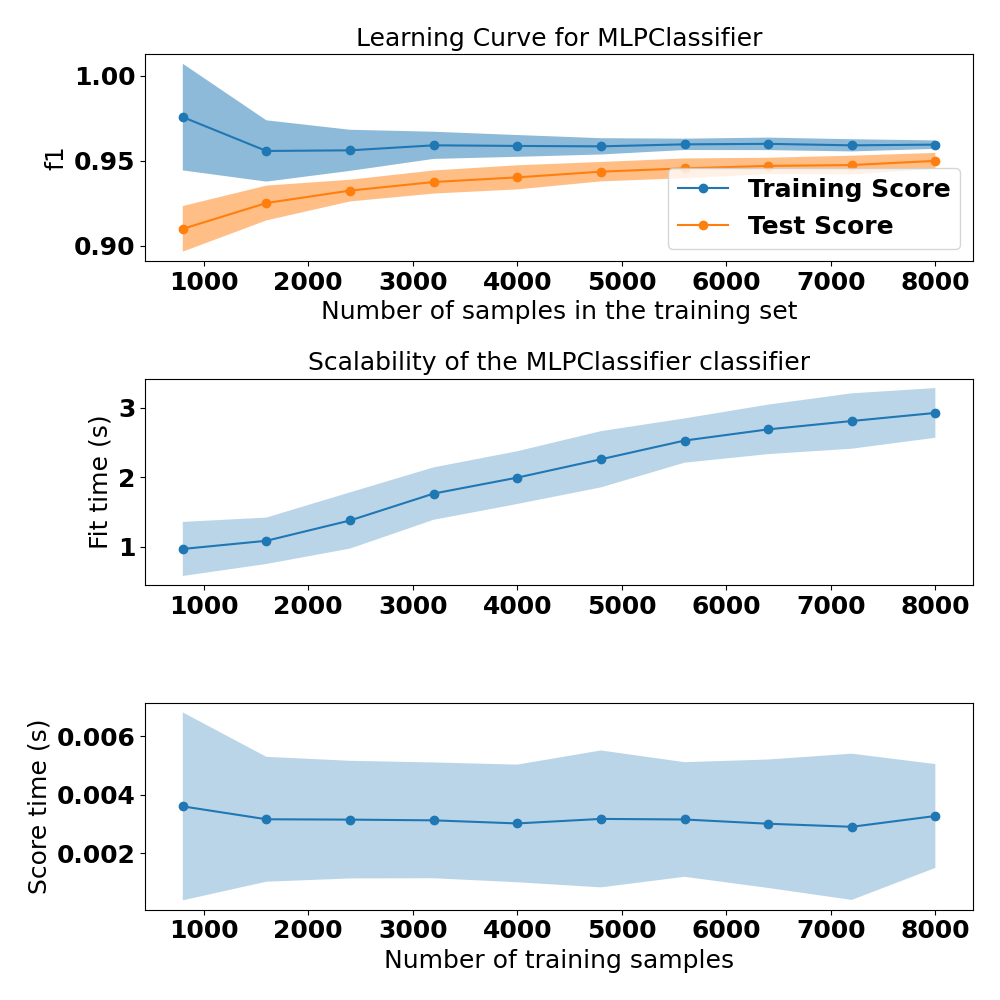 Learning Curve for MLPClassifier
1.00
0.95
0.90
f1
Training Score
Test Score
1000 2000 3000 4000 5000 6000 7000 8000
Number of samples in the training set
Scalability of the MLPClassifier classifier
3
2
1
Fit time (s)
1000 2000 3000 4000 5000 6000 7000 8000
0.006
0.004
0.002
Score time (s)
1000 2000 3000 4000 5000 6000 7000 8000
Number of training samples